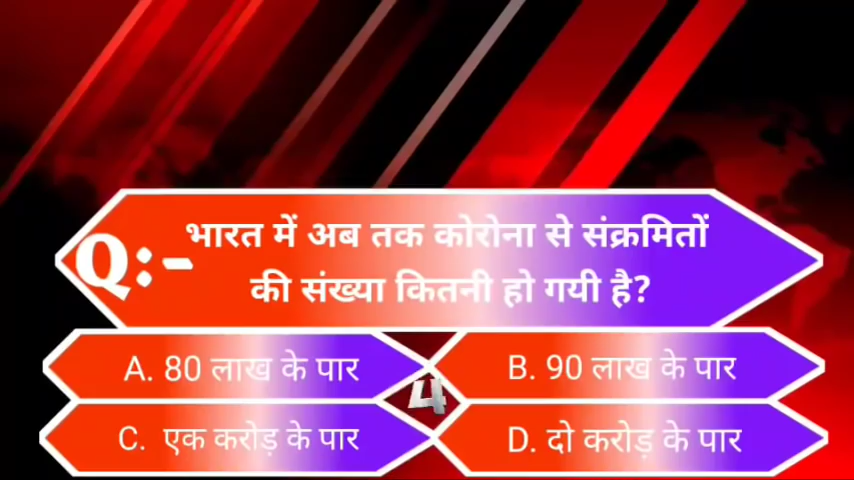 Q:-
भारत में अब तक कोरोना से संक्रमितों
की संख्या कितनी हो गयी है?
A. 80 लाख के पार
B. 90 लाख के पार
4
C. एक करोड़ के पार
D. दो करोड़ के पार